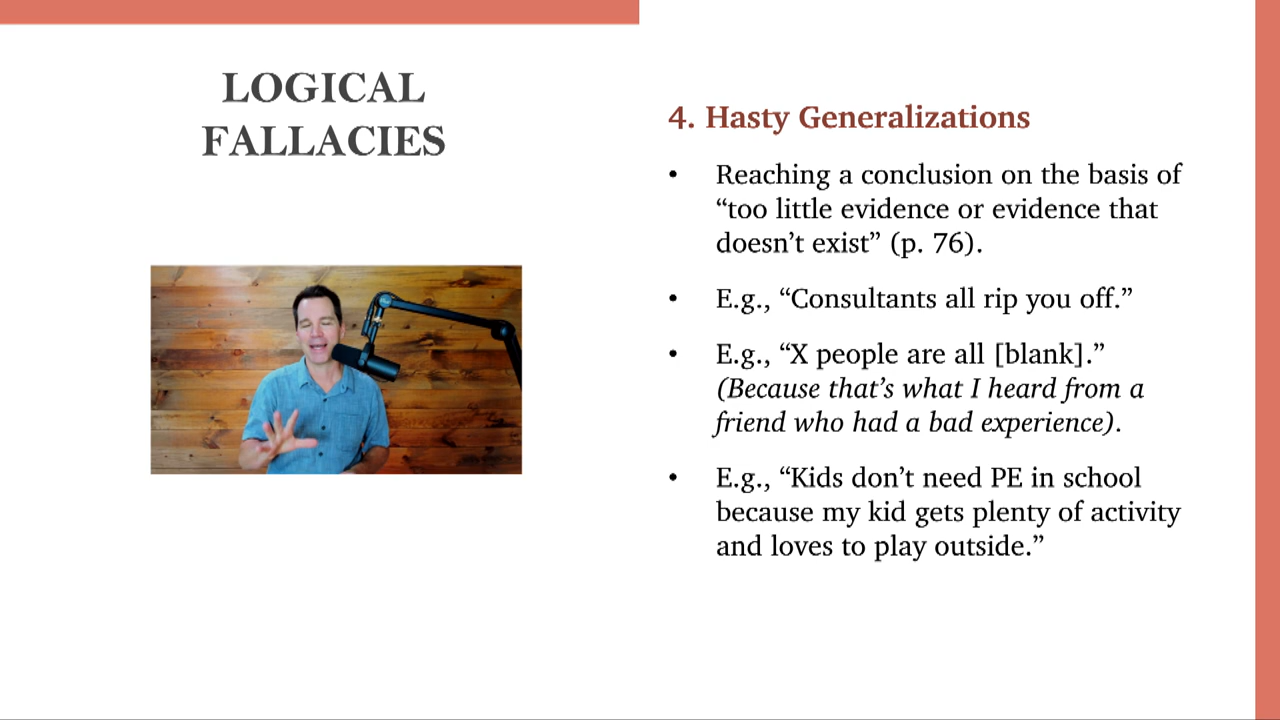 LOGICAL
FALLACIES
4. Hasty Generalizations
• Reaching a conclusion on the basis of
“too little evidence or evidence that
doesn’t exist” (p. 76).
• E.g., “Consultants all rip you off.”
• E.g., “X people are all [blank].”
(Because that’s what I heard from a
friend who had a bad experience).
• E.g., “Kids don’t need PE in school
because my kid gets plenty of activity
and loves to play outside.”